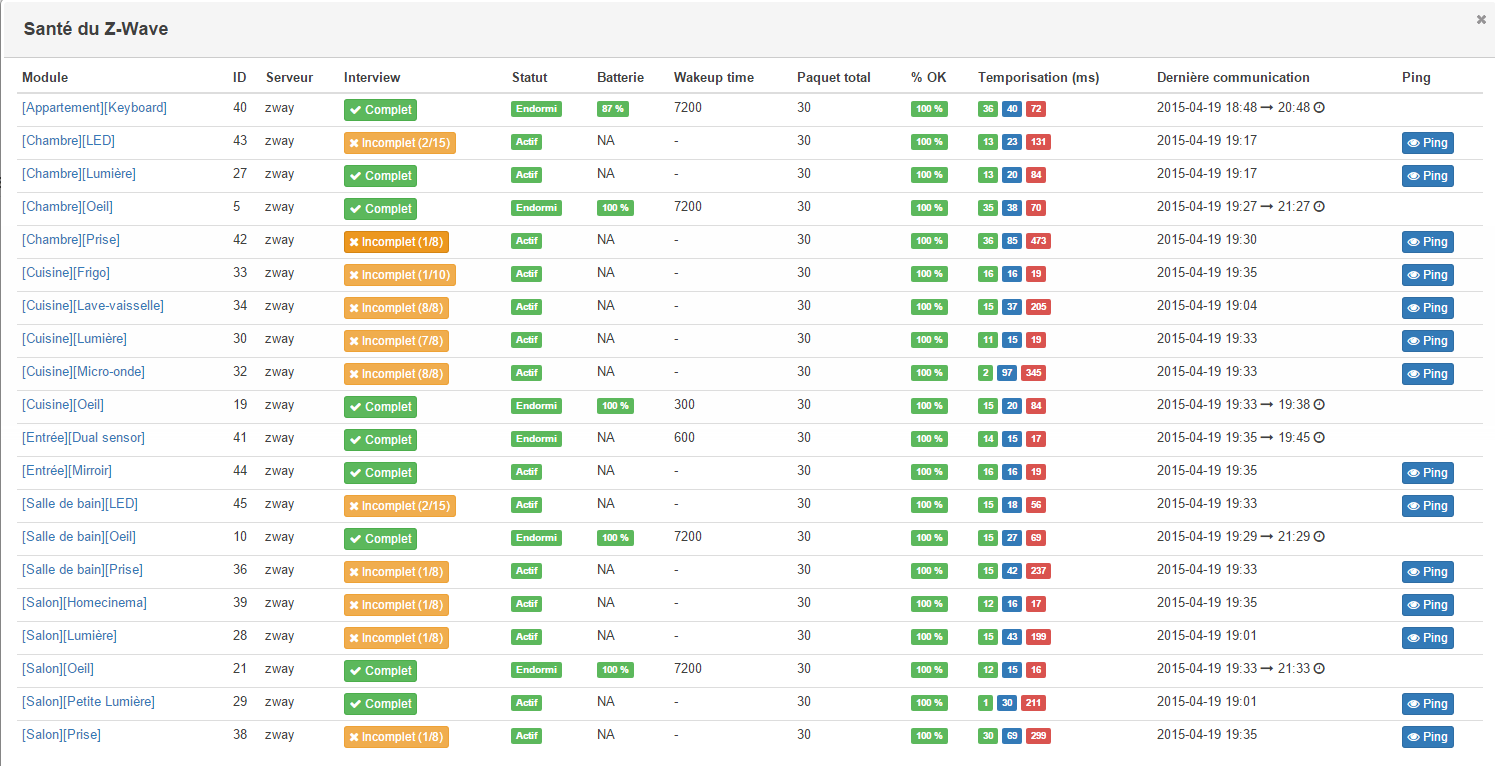 Santé du Z-Wave
Module ID Serveur Interview Statut Batterie Wakeup time Paquet total % OK Temporisation (ms) Dernière communication Ping
[Appartement][Keyboard] 40 zway Complet Endormi 87 % 7200 30 100 % 36 40 72 2015-04-19 18:48 → 20:48
[Chambre][LED] 43 zway Incomplet (2/15) Actif NA - 30 100 % 13 23 131 2015-04-19 19:17 Ping
[Chambre][Lumière] 27 zway Complet Actif NA - 30 100 % 13 20 84 2015-04-19 19:17 Ping
[Chambre][Oeil] 5 zway Complet Endormi 100 % 7200 30 100 % 35 38 70 2015-04-19 19:27 → 21:27
[Chambre][Prise] 42 zway Incomplet (1/8) Actif NA - 30 100 % 36 85 473 2015-04-19 19:30 Ping
[Cuisine][Frigo] 33 zway Incomplet (1/10) Actif NA - 30 100 % 16 16 19 2015-04-19 19:35 Ping
[Cuisine][Lave-vaisselle] 34 zway Incomplet (8/8) Actif NA - 30 100 % 15 37 205 2015-04-19 19:04 Ping
[Cuisine][Lumière] 30 zway Incomplet (7/8) Actif NA - 30 100 % 11 15 19 2015-04-19 19:33 Ping
[Cuisine][Micro-onde] 32 zway Incomplet (8/8) Actif NA - 30 100 % 2 97 345 2015-04-19 19:33 Ping
[Cuisine][Oeil] 19 zway Complet Endormi 100 % 300 30 100 % 15 20 84 2015-04-19 19:33 → 19:38
[Entrée][Dual sensor] 41 zway Complet Endormi NA 600 30 100 % 14 15 17 2015-04-19 19:35 → 19:45
[Entrée][Mirroir] 44 zway Complet Actif NA - 30 100 % 16 16 19 2015-04-19 19:35 Ping
[Salle de bain][LED] 45 zway Incomplet (2/15) Actif NA - 30 100 % 15 18 56 2015-04-19 19:33 Ping
[Salle de bain][Oeil] 10 zway Complet Endormi 100 % 7200 30 100 % 15 27 69 2015-04-19 19:29 → 21:29
[Salle de bain][Prise] 36 zway Incomplet (1/8) Actif NA - 30 100 % 15 42 237 2015-04-19 19:33 Ping
[Salon][Homecinema] 39 zway Incomplet (1/8) Actif NA - 30 100 % 12 16 17 2015-04-19 19:35 Ping
[Salon][Lumière] 28 zway Incomplet (1/8) Actif NA - 30 100 % 15 43 199 2015-04-19 19:01 Ping
[Salon][Oeil] 21 zway Complet Endormi 100 % 7200 30 100 % 12 15 16 2015-04-19 19:33 → 21:33
[Salon][Petite Lumière] 29 zway Complet Actif NA - 30 100 % 1 30 211 2015-04-19 19:01 Ping
[Salon][Prise] 38 zway Incomplet (1/8) Actif NA - 30 100 % 30 69 299 2015-04-19 19:35 Ping